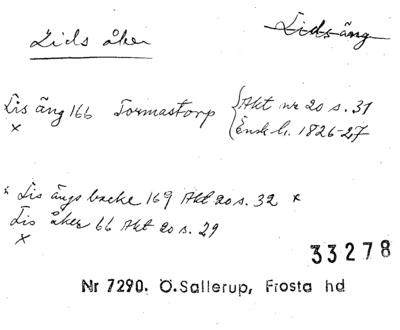 Lids åker
Lids äng
Lis äng 166 Tormastorp { Akt nr 20 s. 31
x { Ensk h. 1826-27
x Lis ängs backe 169 Akt 20 s. 32 x
Lis åker 66 Akt 20 s. 29
x
33278
Nr 7290. Ö.Sallerup, Frosta hd